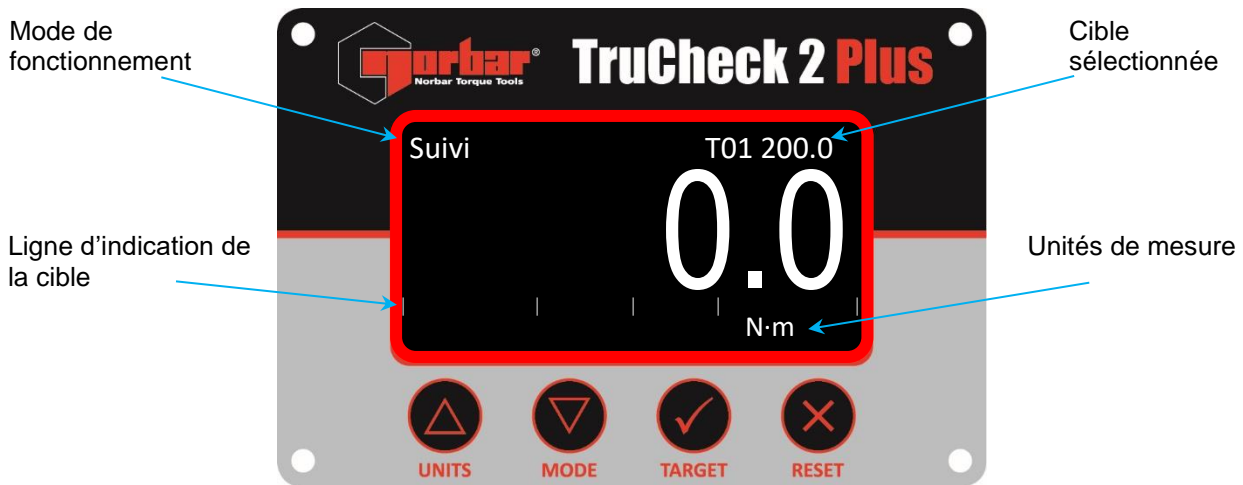 Mode de
fonctionnement
norbar®
Norbar Torque Tools
TruCheck 2 Plus
Cible
sélectionnée
Suivi
T01 200.0
0.0
Ligne d'indication de
la cible
Unités de mesure
N·m
UNITS
MODE
TARGET
RESET